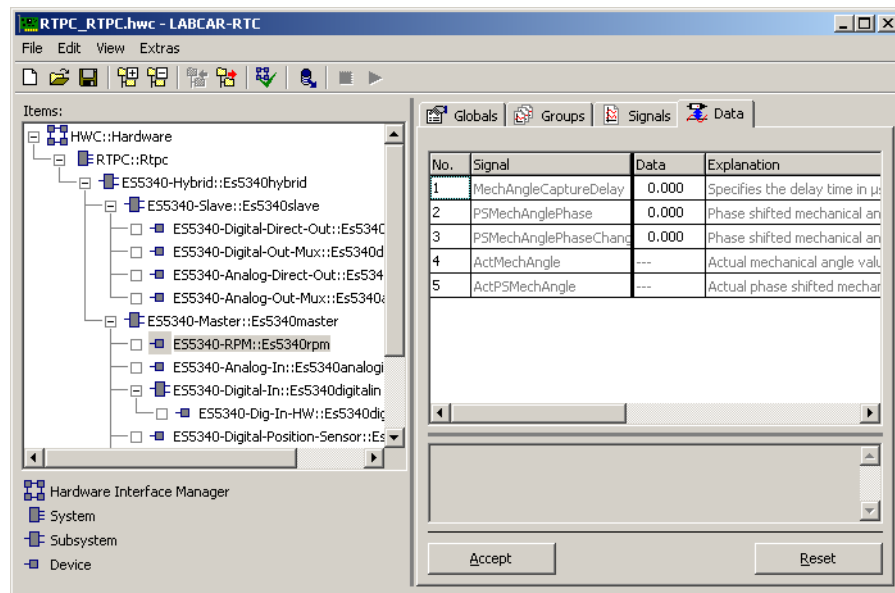 RTPC_RTPC.hwc - LABCAR-RTC
File Edit View Extras
Items:
HWC::Hardware
RTPC::Rtpc
ES5340-Hybrid::Es5340hybrid
ES5340-Slave::Es5340slave
ES5340-Digital-Direct-Out::Es534C
ES5340-Digital-Out-Mux::Es5340d
ES5340-Analog-Direct-Out::Es534
ES5340-Analog-Out-Mux::Es5340a
ES5340-Master::Es5340master
ES5340-RPM::Es5340rpm
ES5340-Analog-In::Es5340analogi
ES5340-Digital-In::Es5340digitalin
ES5340-Dig-In-HW::Es5340dig
ES5340-Digital-Position-Sensor::Es
Hardware Interface Manager
System
Subsystem
Device
Globals Groups Signals Data
No. Signal Data Explanation
1 MechAngleCaptureDelay 0.000 Specifies the delay time in µs
2 PSMechAnglePhase 0.000 Phase shifted mechanical an
3 PSMechAnglePhaseChang 0.000 Phase shifted mechanical an
4 ActMechAngle --- Actual mechanical angle valu
5 ActPSMechAngle --- Actual phase shifted mechar
Accept Reset